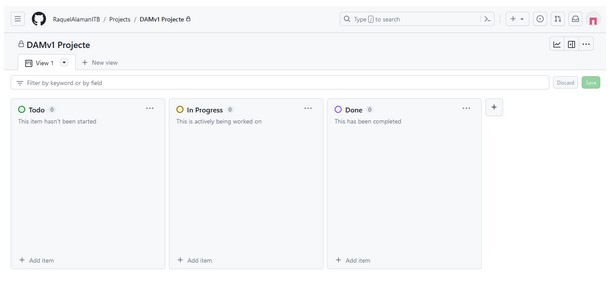 RaquelAlamanITB / Projects / DAMv1 Projecte
Type / to search
DAMv1 Projecte
View 1
+ New view
Filter by keyword or by field
Discard
Save
Todo 0
This item hasn't been started
In Progress 0
This is actively being worked on
Done 0
This has been completed
+ Add item
+ Add item
+ Add item